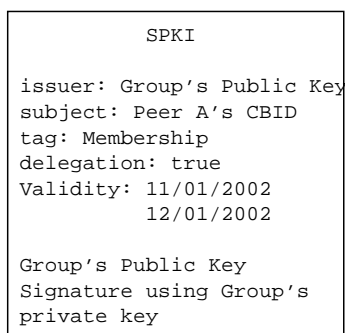 SPKI
issuer: Group's Public Key
subject: Peer A's CBID
tag: Membership
delegation: true
Validity: 11/01/2002
12/01/2002
Group's Public Key
Signature using Group's
private key